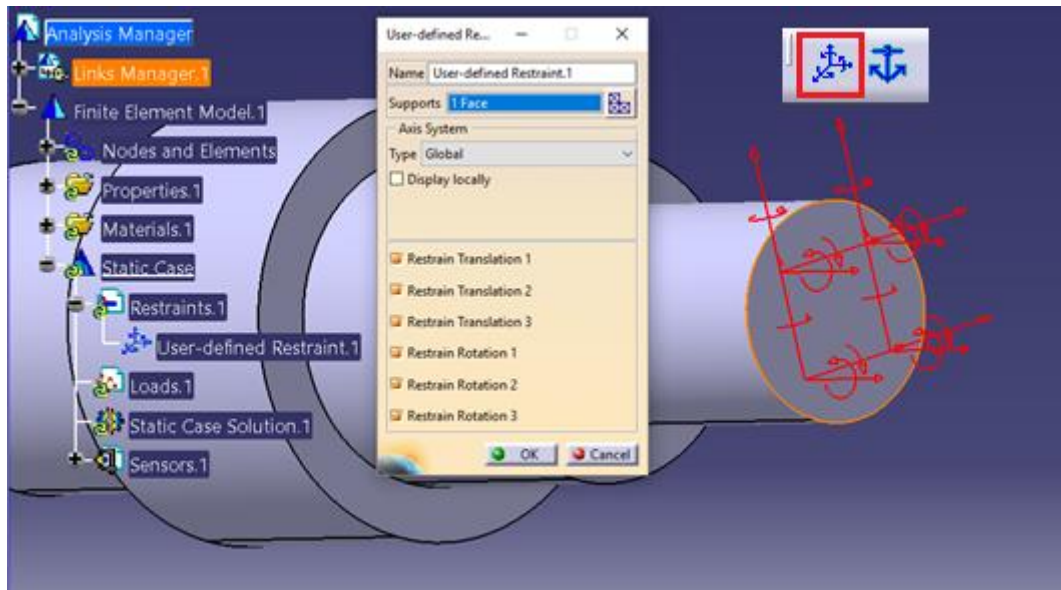 Analysis Manager
Links Manager.1
Finite Element Model.1
Nodes and Elements
Properties.1
Materials.1
Static Case
Restraints.1
User-defined Restraint.1
Loads.1
Static Case Solution.1
Sensors.1
User-defined Re...
Name User-defined Restraint.1
Supports 1 Face
Axis System
Type Global
Display locally
Restrain Translation 1
Restrain Translation 2
Restrain Translation 3
Restrain Rotation 1
Restrain Rotation 2
Restrain Rotation 3
OK Cancel